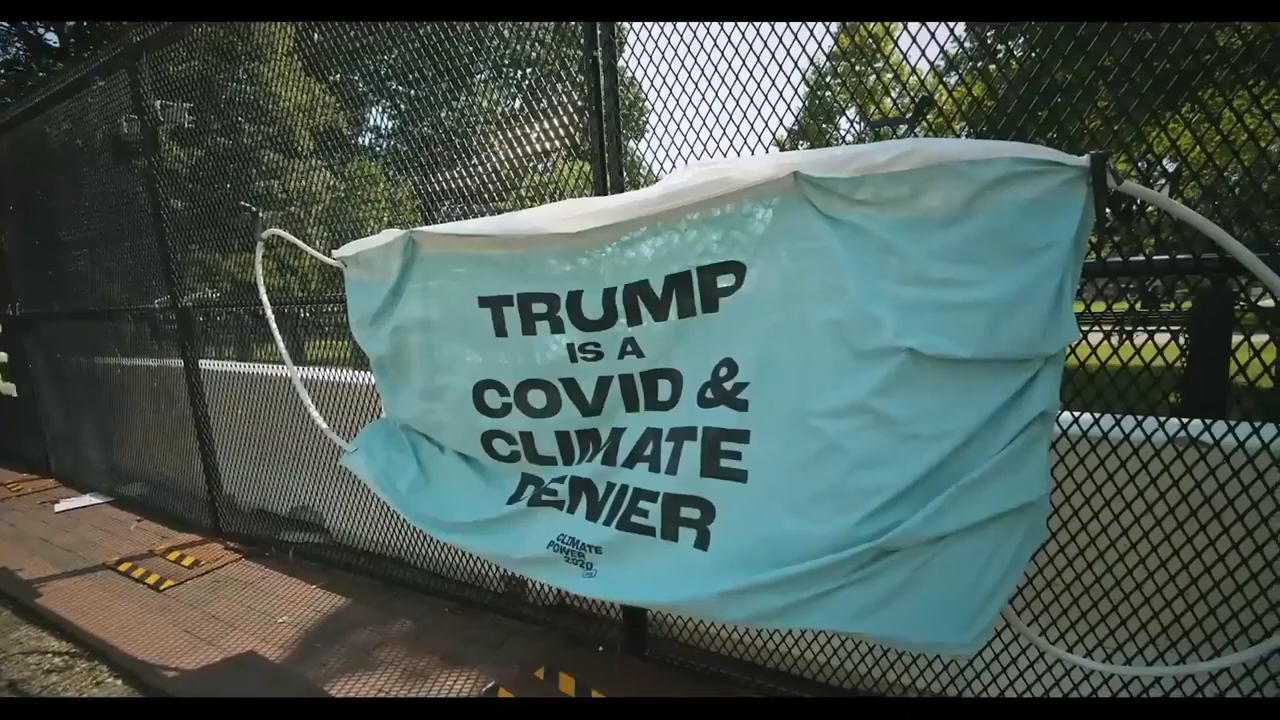 TRUMP
IS A
COVID &
CLIMATE
DENIER
CLIMATE
POWER
2020